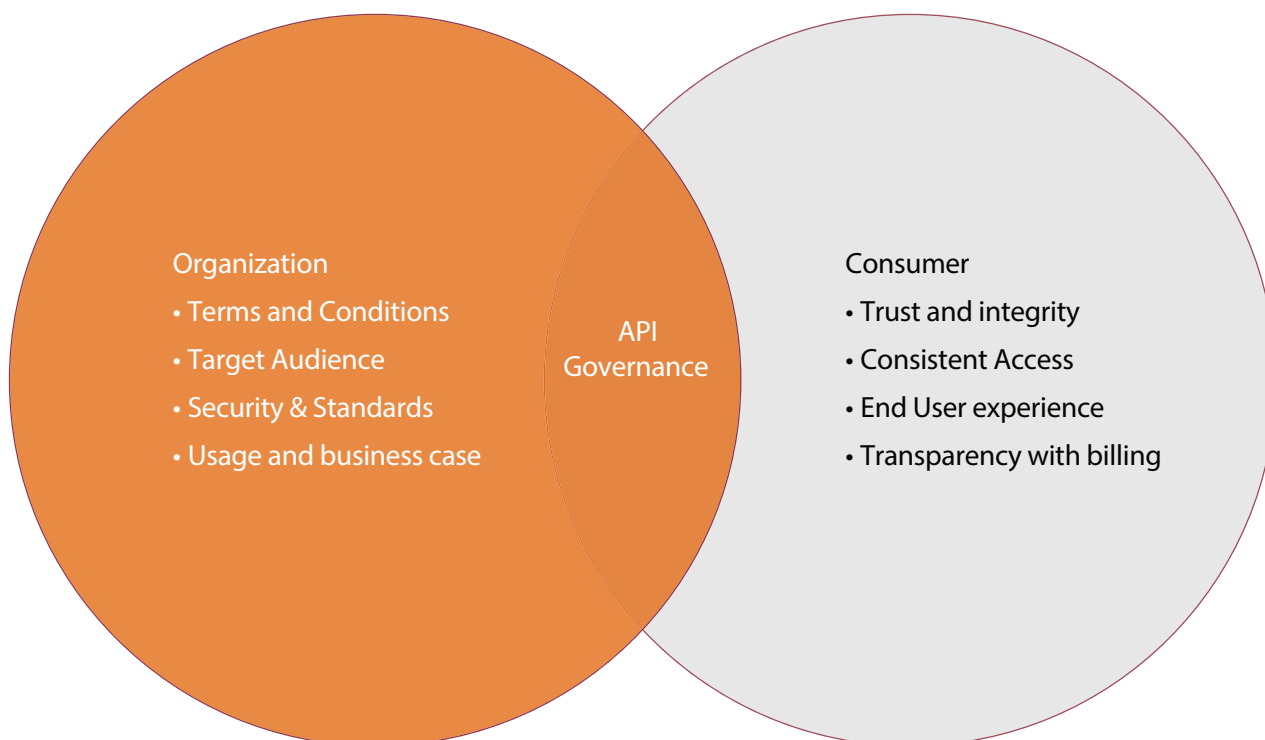 Organization
• Terms and Conditions
• Target Audience
• Security & Standards
• Usage and business case
API
Governance
Consumer
• Trust and integrity
• Consistent Access
• End User experience
• Transparency with billing